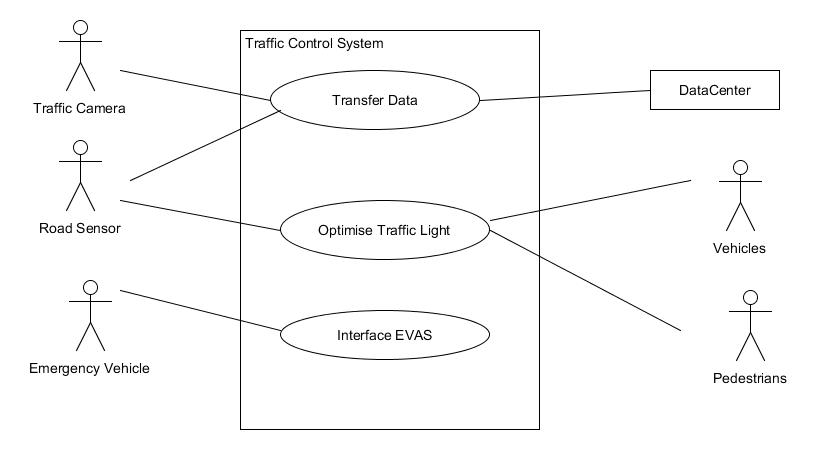 Traffic Control System
Traffic Camera
Transfer Data
DataCenter
Road Sensor
Optimise Traffic Light
Vehicles
Emergency Vehicle
Interface EVAS
Pedestrians